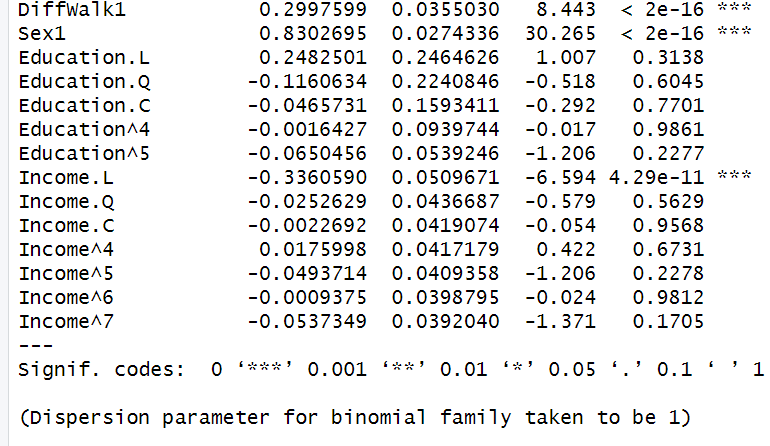 DiffWalk1 0.2997599 0.0355030 8.443 < 2e-16 ***
Sex1 0.8302695 0.0274336 30.265 < 2e-16 ***
Education.L 0.2482501 0.2464626 1.007 0.3138
Education.Q -0.1160634 0.2240846 -0.518 0.6045
Education.C -0.0465731 0.1593411 -0.292 0.7701
Education^4 -0.0016427 0.0939744 -0.017 0.9861
Education^5 -0.0650456 0.0539246 -1.206 0.2277
Income.L -0.3360590 0.0509671 -6.594 4.29e-11 ***
Income.Q -0.0252629 0.0436687 -0.579 0.5629
Income.C -0.0022692 0.0419074 -0.054 0.9568
Income^4 0.0175998 0.0417179 0.422 0.6731
Income^5 -0.0493714 0.0409358 -1.206 0.2278
Income^6 -0.0009375 0.0398795 -0.024 0.9812
Income^7 -0.0537349 0.0392040 -1.371 0.1705
---
Signif. codes: 0 ‘***’ 0.001 ‘**’ 0.01 ‘*’ 0.05 ‘.’ 0.1 ‘ ’ 1
(Dispersion parameter for binomial family taken to be 1)